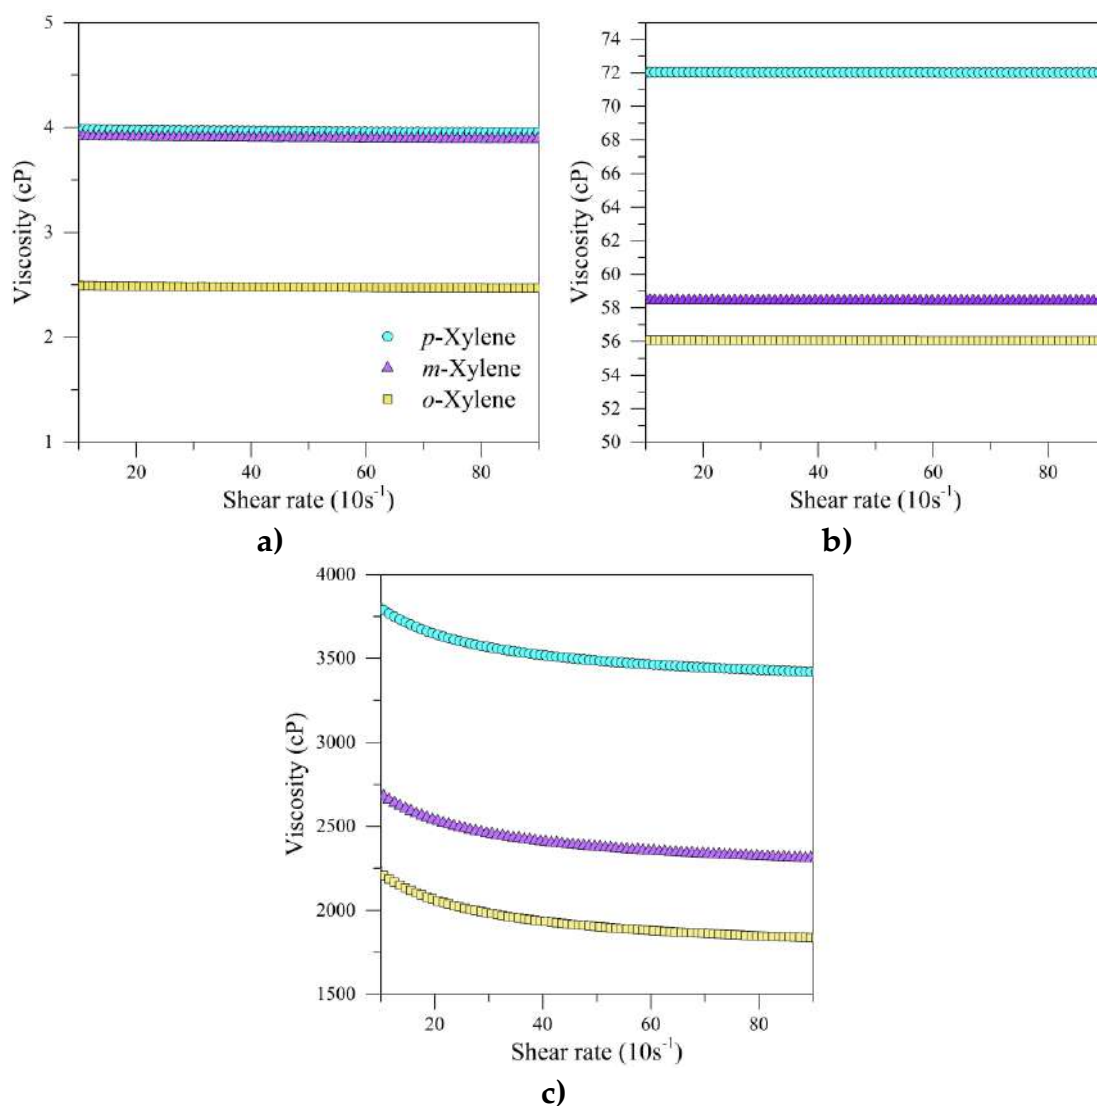 5
4
3
2
1
Viscosity (cP)
p-Xylene
m-Xylene
o-Xylene
20 40 60 80
Shear rate (10s⁻¹)
a)
74
72
70
68
66
64
62
60
58
56
54
52
50
Viscosity (cP)
20 40 60 80
Shear rate (10s⁻¹)
b)
4000
3500
3000
2500
2000
1500
Viscosity (cP)
20 40 60 80
Shear rate (10s⁻¹)
c)